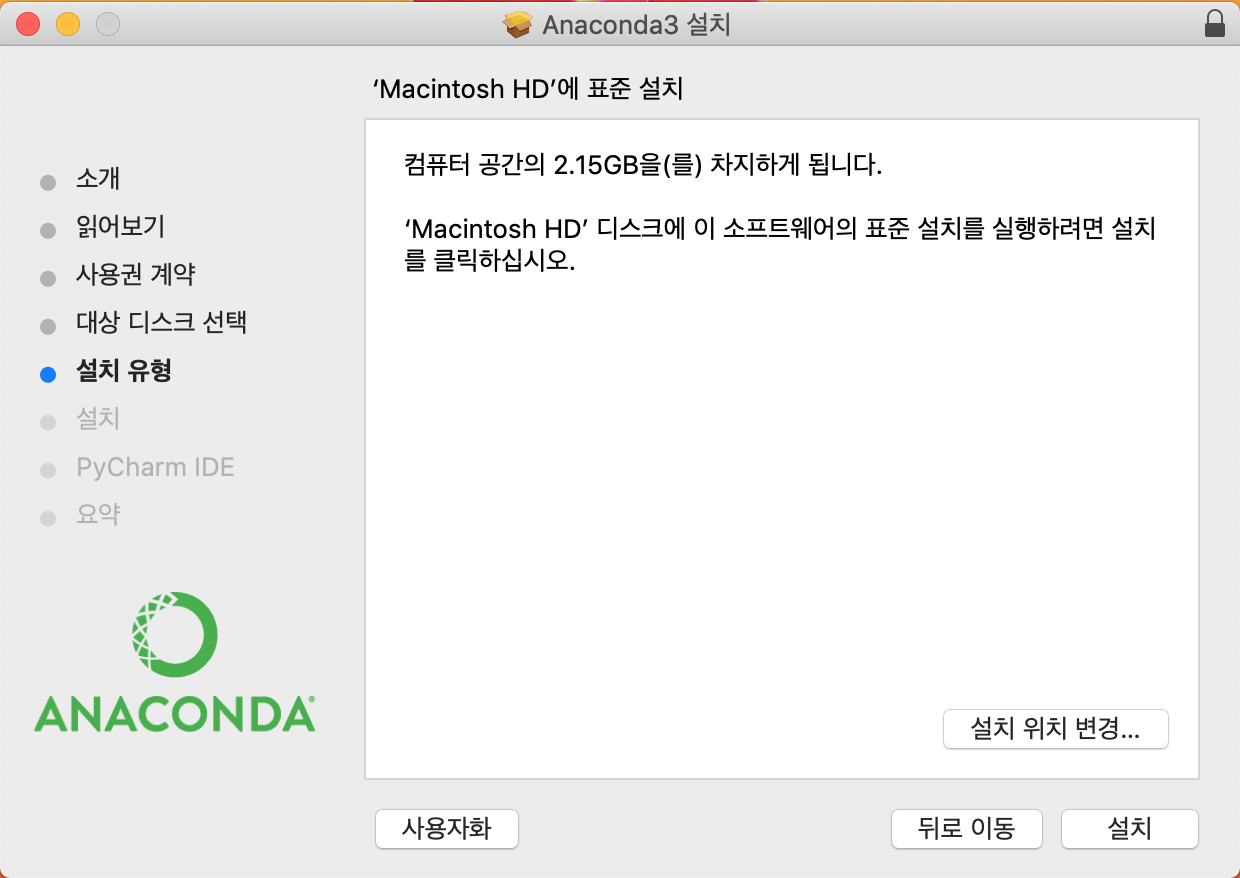 Anaconda3 설치
‘Macintosh HD’에 표준 설치
소개
읽어보기
사용권 계약
대상 디스크 선택
설치 유형
설치
PyCharm IDE
요약
ANACONDA®
컴퓨터 공간의 2.15GB을(를) 차지하게 됩니다.
‘Macintosh HD’ 디스크에 이 소프트웨어의 표준 설치를 실행하려면 설치
를 클릭하십시오.
설치 위치 변경...
사용자화
뒤로 이동
설치